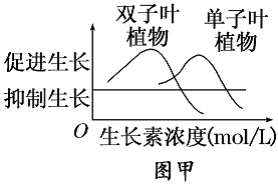 双子叶
植物
单子叶
植物
促进生长
抑制生长
O
生长素浓度(mol/L)
图甲